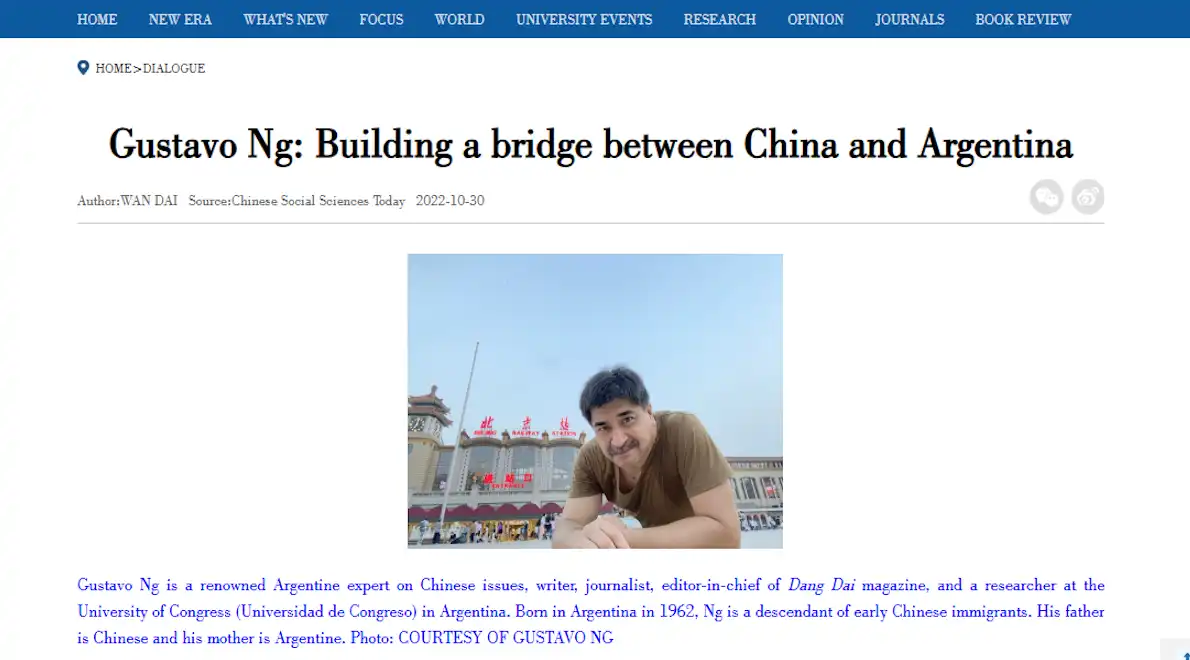 HOME NEW ERA WHAT'S NEW FOCUS WORLD UNIVERSITY EVENTS RESEARCH OPINION JOURNALS BOOK REVIEW
HOME>DIALOGUE
Gustavo Ng: Building a bridge between China and Argentina
Author:WAN DAI Source:Chinese Social Sciences Today 2022-10-30
北 京 站
BEIJING RAILWAY STATION
进 站 口
ENTRANCE
Gustavo Ng is a renowned Argentine expert on Chinese issues, writer, journalist, editor-in-chief of Dang Dai magazine, and a researcher at the
University of Congress (Universidad de Congreso) in Argentina. Born in Argentina in 1962, Ng is a descendant of early Chinese immigrants. His father
is Chinese and his mother is Argentine. Photo: COURTESY OF GUSTAVO NG